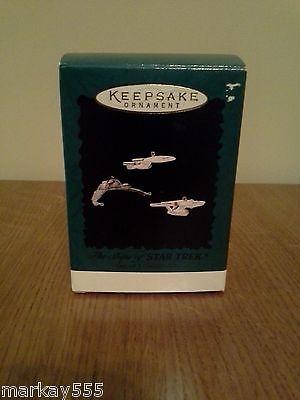 KEEPSAKE
ORNAMENT
The Ships of STAR TREK®
markay555